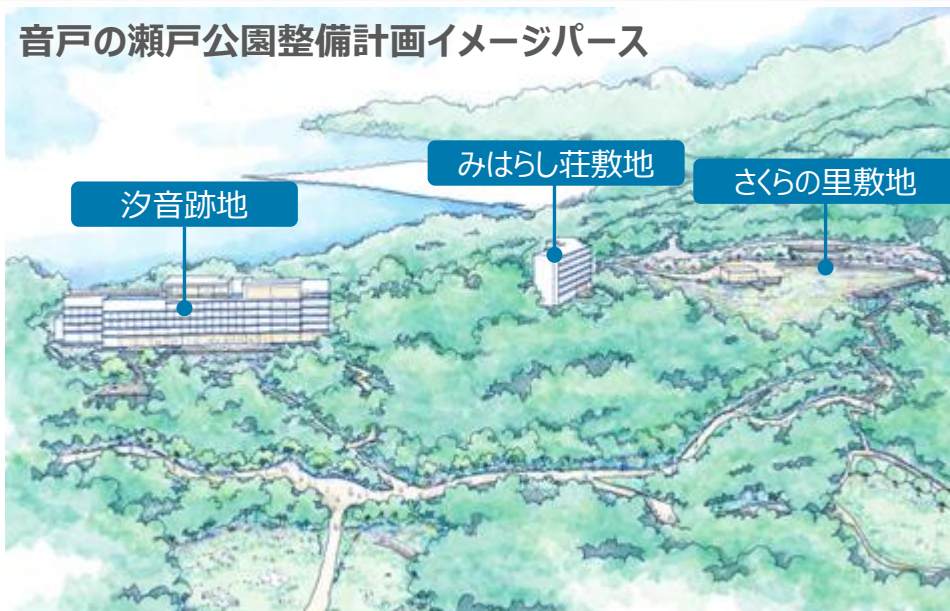 音戸の瀬戸公園整備計画イメージパース
みはらし荘敷地
さくらの里敷地
汐音跡地